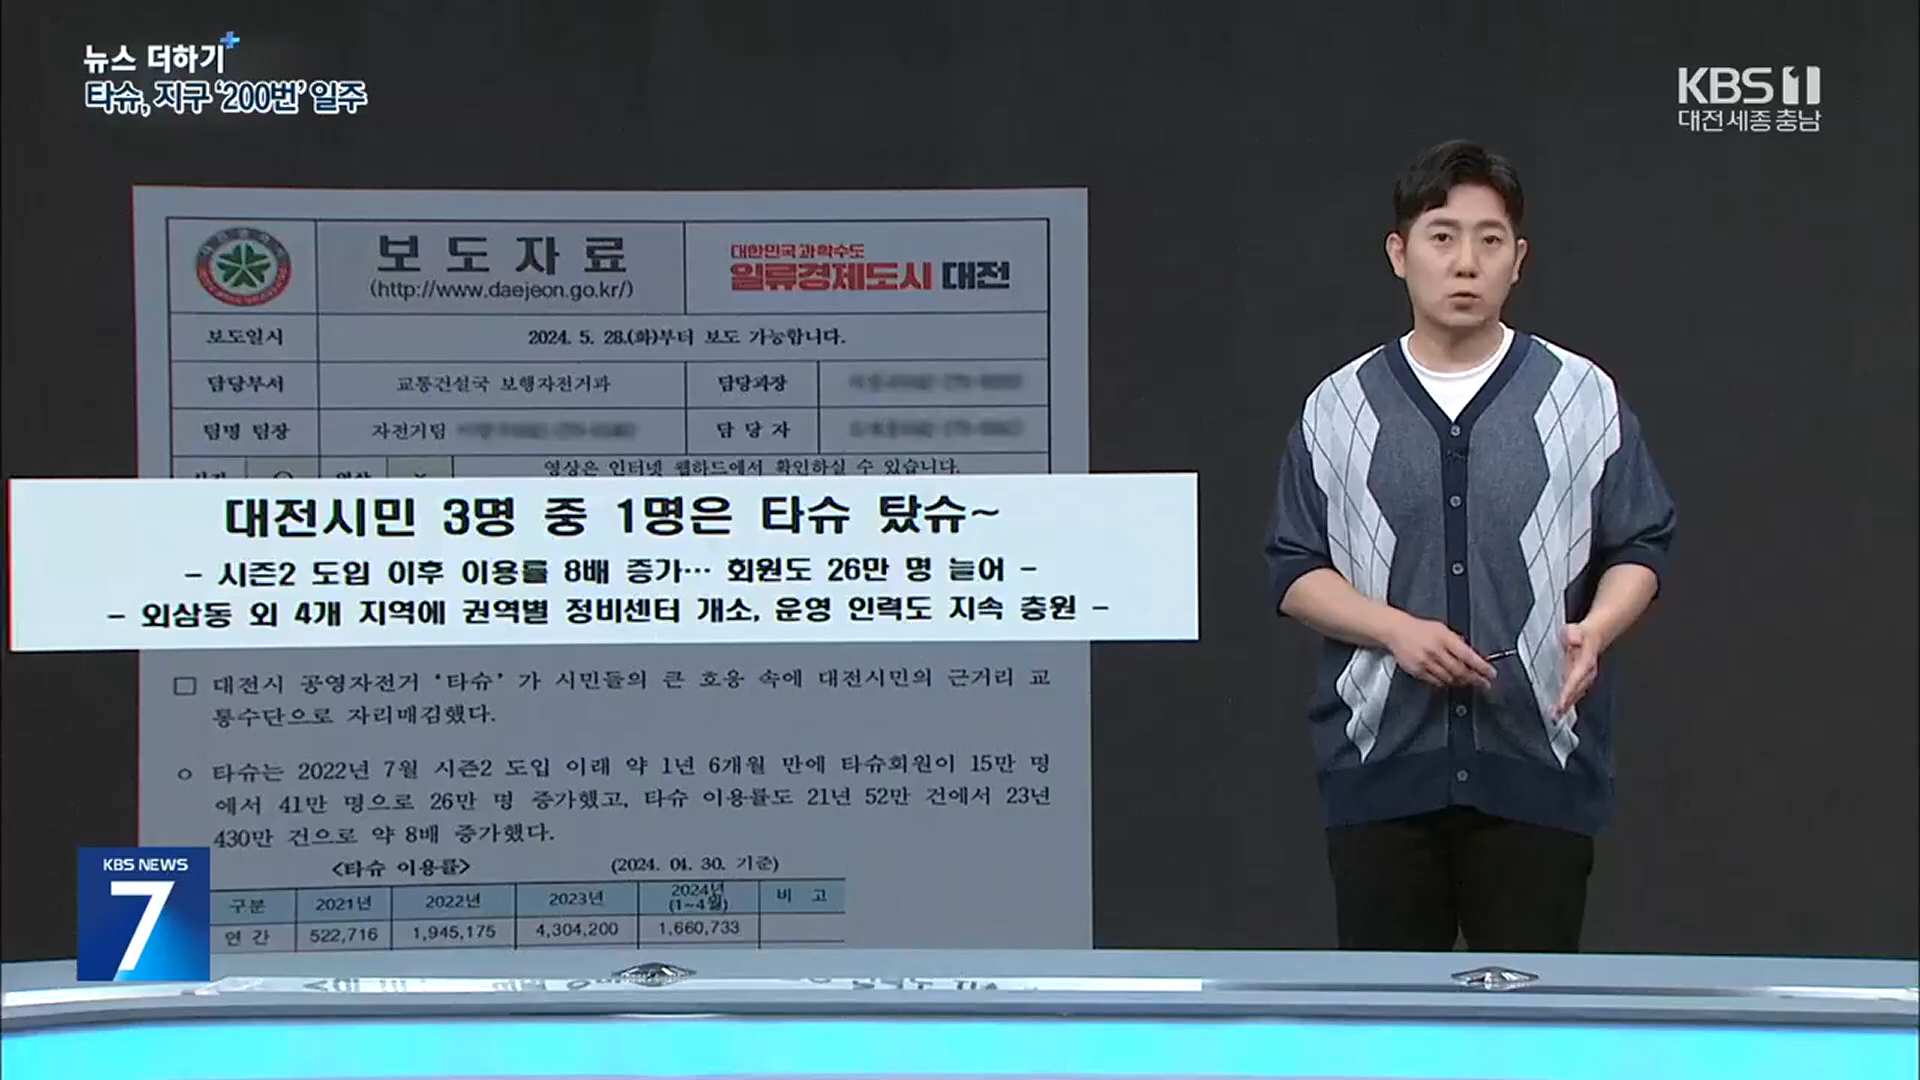 뉴스 더하기
타슈, 지구 ‘200번’ 일주
KBS 1
대전 세종 충남
보 도 자 료
(http://www.daejeon.go.kr/)
대한민국 과학수도
일류경제도시 대전
보도일시 2024. 5. 28.(화)부터 보도 가능합니다.
담당부서 교통건설국 보행자전거과 담당과장
팀명 팀장 자전거팀 담 당 자
영상은 인터넷 웹하드에서 확인하실 수 있습니다.
대전시민 3명 중 1명은 타슈 탔슈~
- 시즌2 도입 이후 이용률 8배 증가… 회원도 26만 명 늘어 -
- 외삼동 외 4개 지역에 권역별 정비센터 개소, 운영 인력도 지속 충원 -
□ 대전시 공영자전거 ‘타슈’ 가 시민들의 큰 호응 속에 대전시민의 근거리 교
통수단으로 자리매김했다.
○ 타슈는 2022년 7월 시즌2 도입 이래 약 1년 6개월 만에 타슈회원이 15만 명
에서 41만 명으로 26만 명 증가했고, 타슈 이용률도 21년 52만 건에서 23년
430만 건으로 약 8배 증가했다.
<타슈 이용률> (2024. 04. 30. 기준)
구분 2021년 2022년 2023년 2024년 (1~4월) 비 고
연 간 522,716 1,945,175 4,304,200 1,660,733
KBS NEWS
7